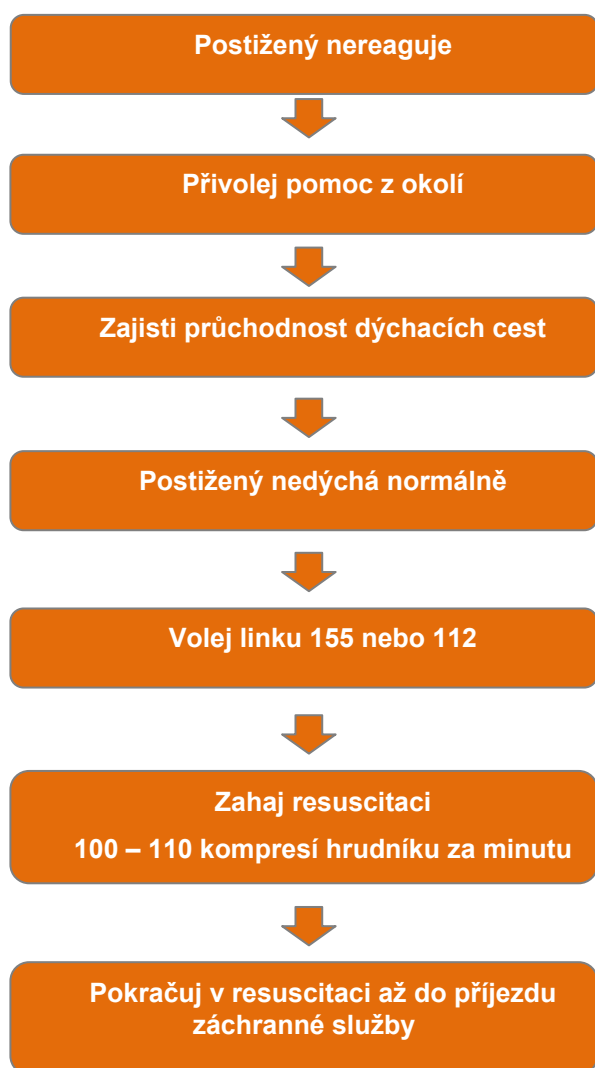 Postižený nereaguje
Přivolej pomoc z okolí
Zajisti průchodnost dýchacích cest
Postižený nedýchá normálně
Volej linku 155 nebo 112
Zahaj resuscitaci
100 – 110 kompresí hrudníku za minutu
Pokračuj v resuscitaci až do příjezdu
záchranné služby